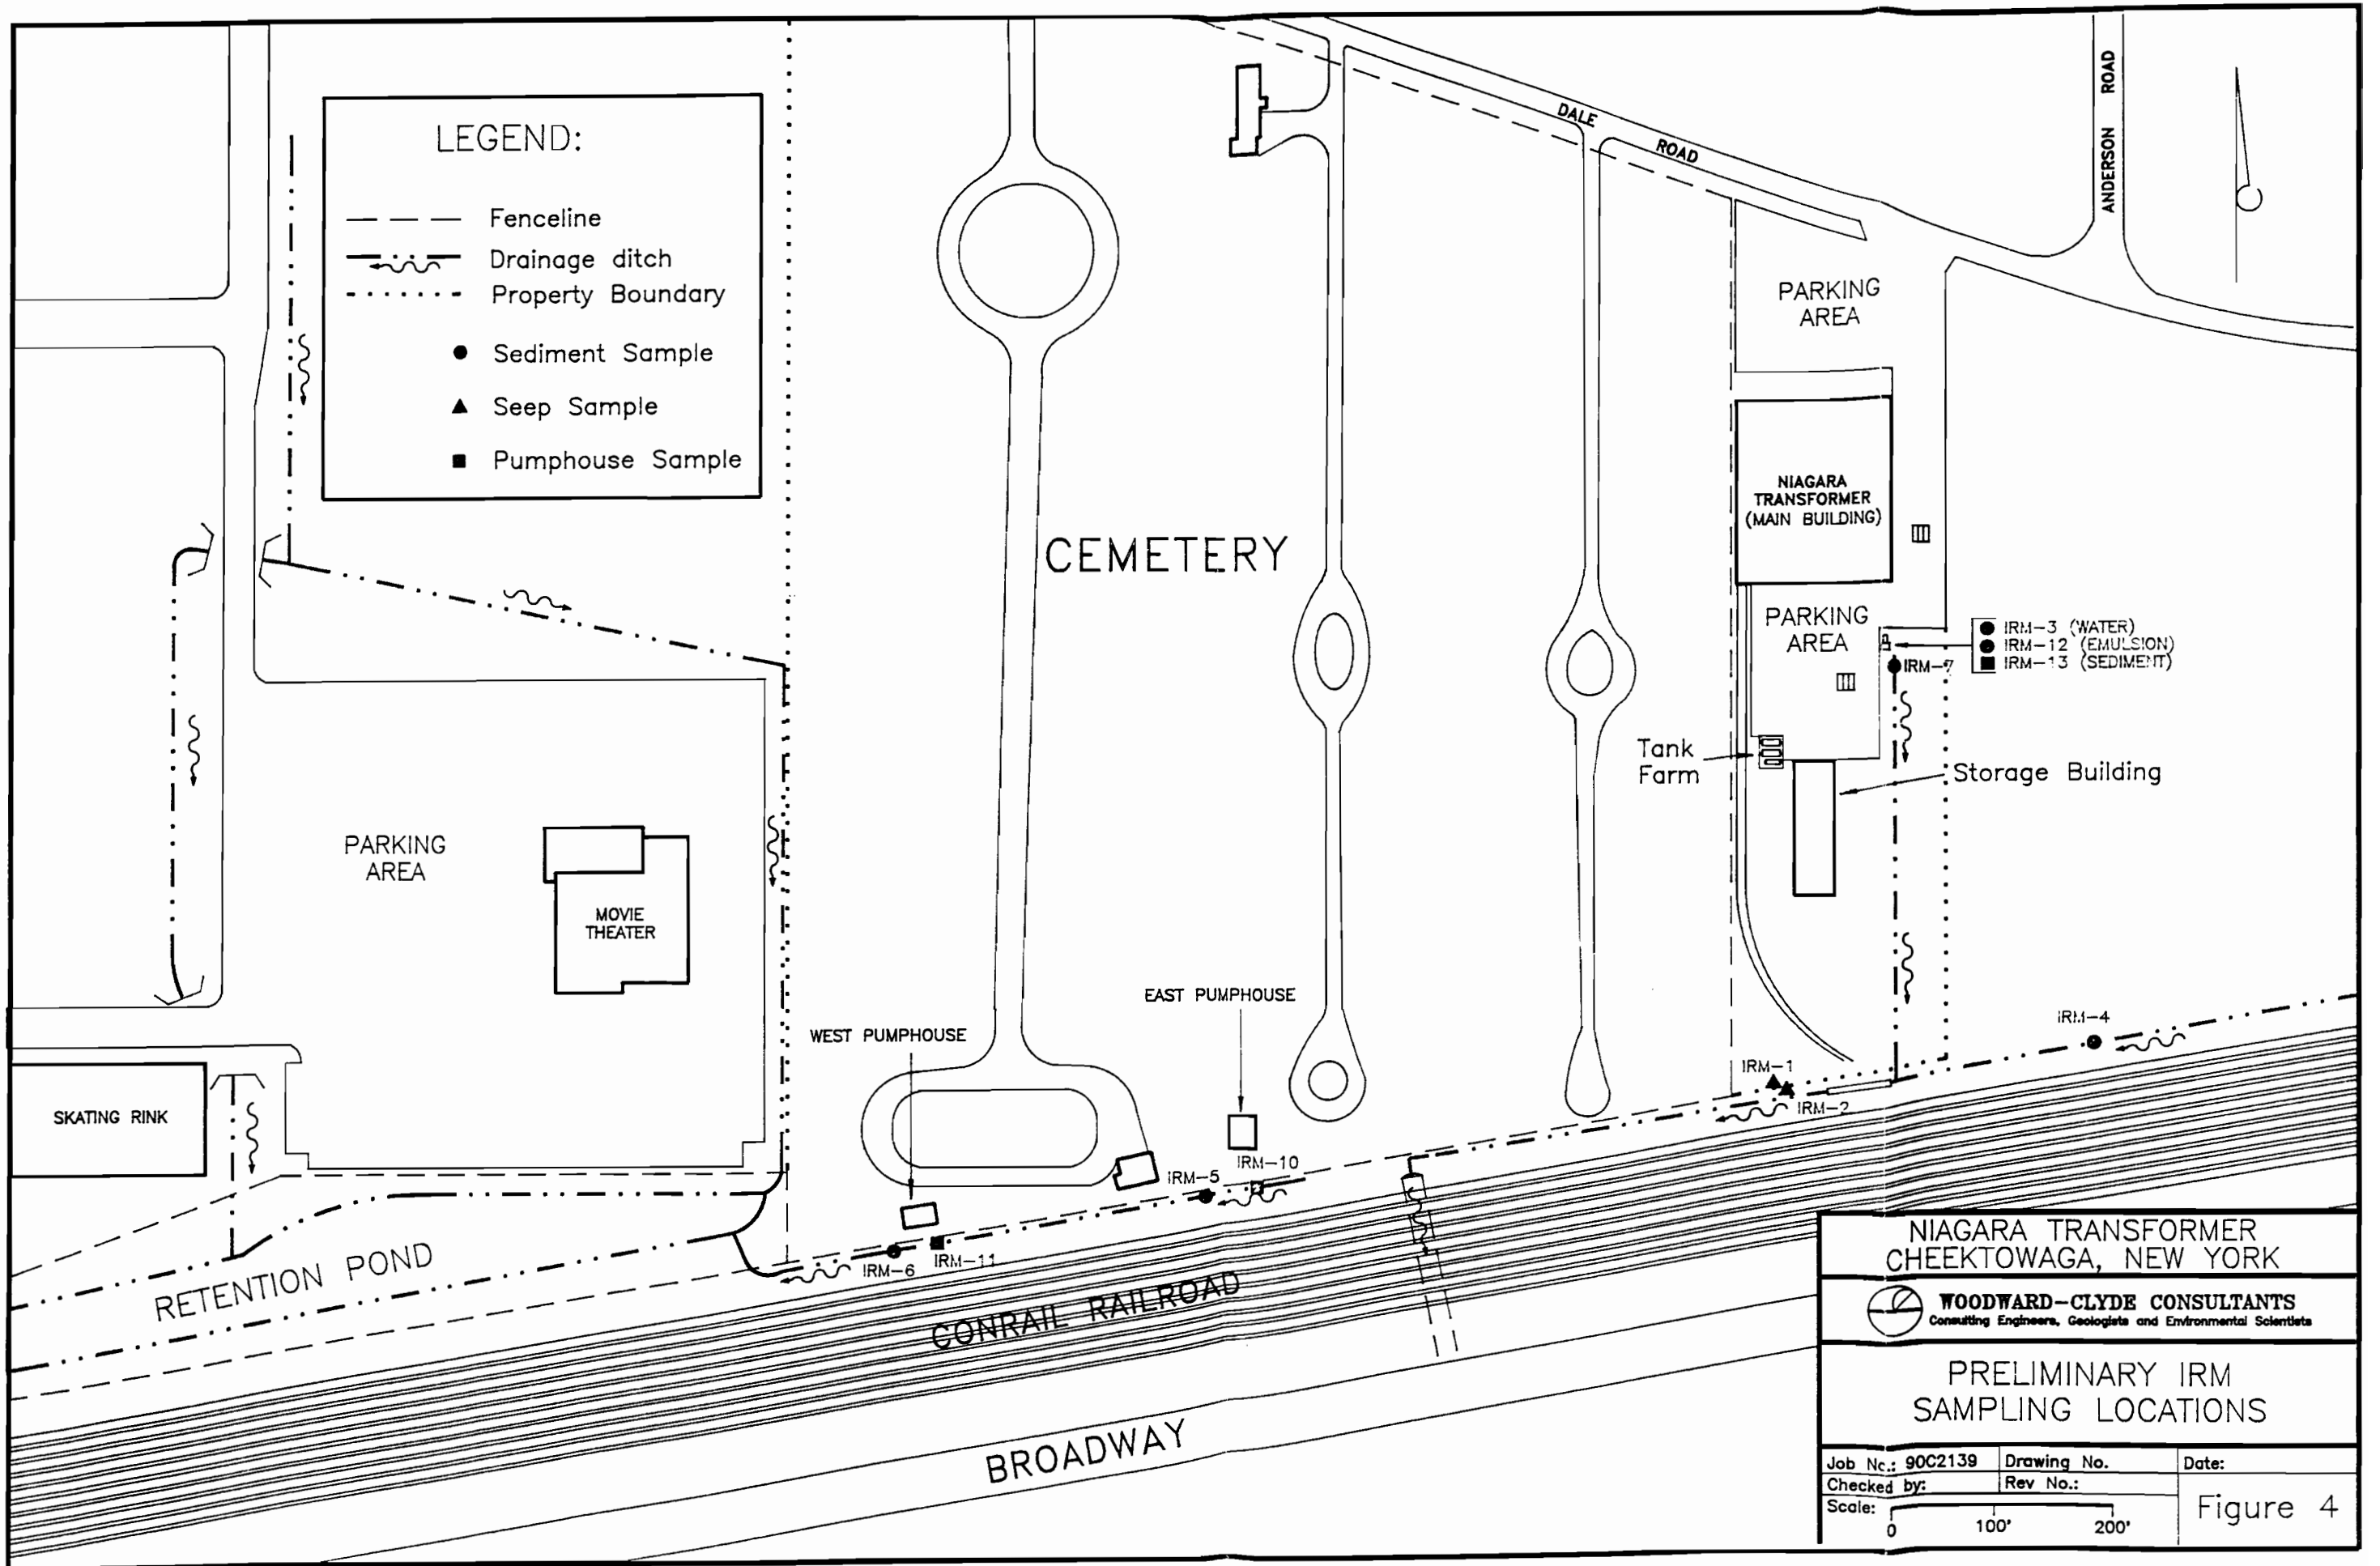 LEGEND:
Fenceline
Drainage ditch
Property Boundary
Sediment Sample
Seep Sample
Pumphouse Sample
DALE ROAD
ANDERSON ROAD
PARKING
AREA
NIAGARA
TRANSFORMER
(MAIN BUILDING)
CEMETERY
PARKING
AREA
IRM-3 (WATER)
IRM-12 (EMULSION)
IRM-13 (SEDIMENT)
IRM-7
Tank
Farm
Storage Building
PARKING
AREA
MOVIE
THEATER
EAST PUMPHOUSE
WEST PUMPHOUSE
IRM-4
IRM-1
IRM-2
SKATING RINK
IRM-10
IRM-5
IRM-11
IRM-6
RETENTION POND
CONRAIL RAILROAD
BROADWAY
NIAGARA TRANSFORMER
CHEEKTOWAGA, NEW YORK
WOODWARD-CLYDE CONSULTANTS
Consulting Engineers, Geologists and Environmental Scientists
PRELIMINARY IRM
SAMPLING LOCATIONS
Job No.: 90C2139 Drawing No. Date:
Checked by: Rev No.:
Scale: 0 100' 200'
Figure 4